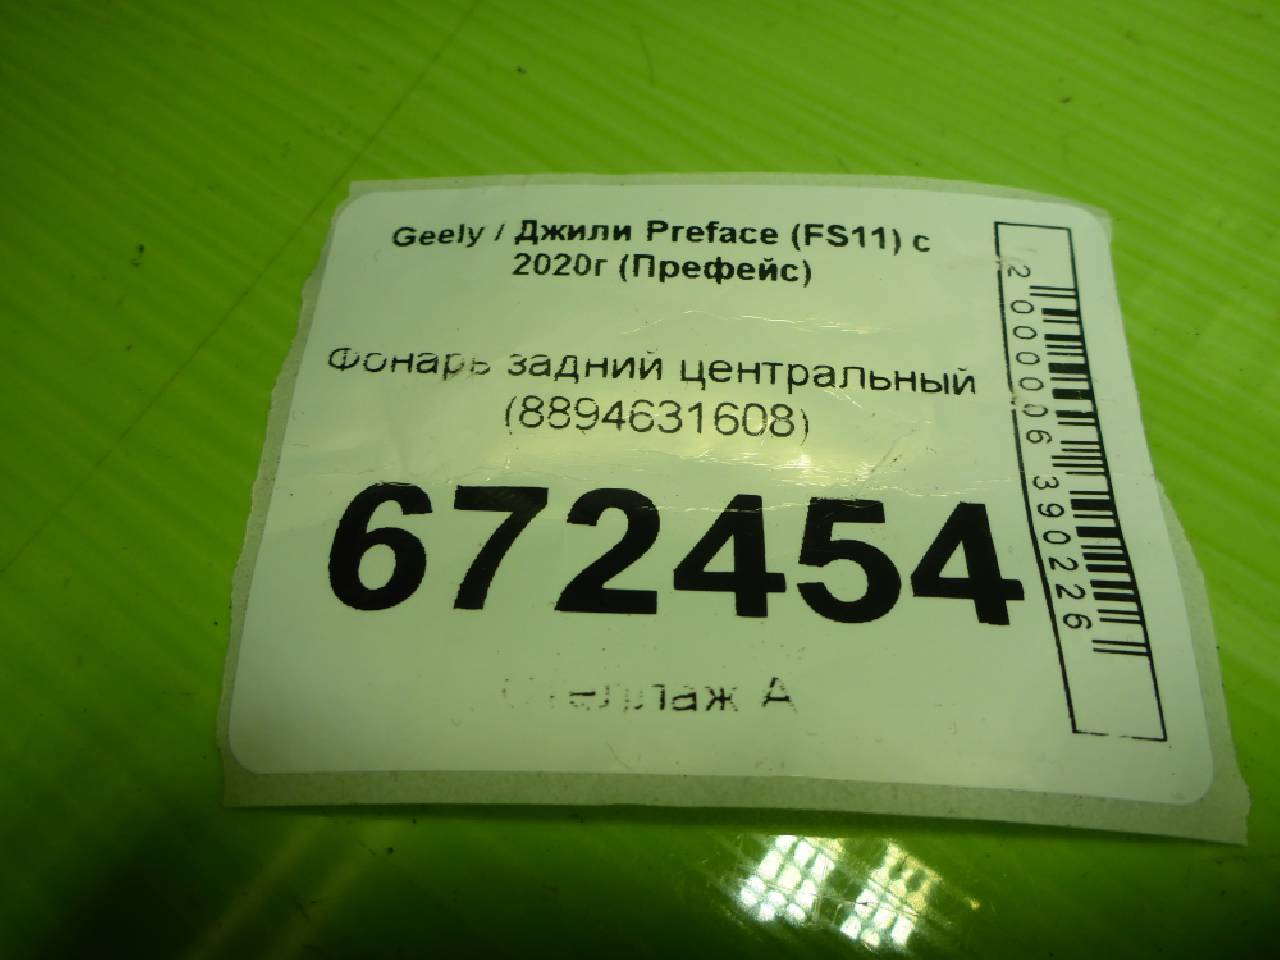 Geely / Джили Preface (FS11) с
2020г (Префейс)
Фонарь задний центральный
(8894631608)
672454
А
2000006390226